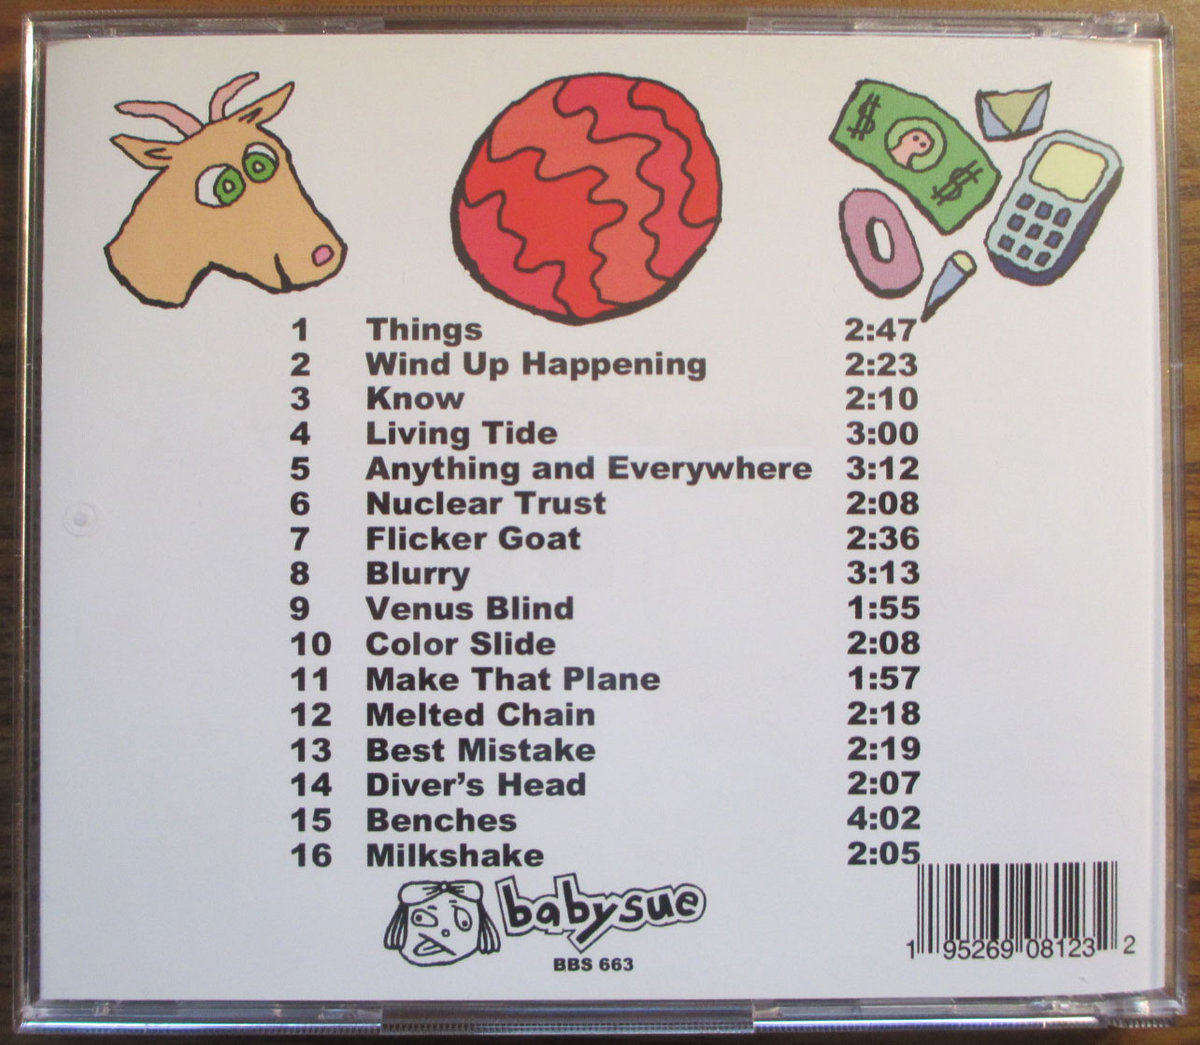 $ $
1 Things 2:47
2 Wind Up Happening 2:23
3 Know 2:10
4 Living Tide 3:00
5 Anything and Everywhere 3:12
6 Nuclear Trust 2:08
7 Flicker Goat 2:36
8 Blurry 3:13
9 Venus Blind 1:55
10 Color Slide 2:08
11 Make That Plane 1:57
12 Melted Chain 2:18
13 Best Mistake 2:19
14 Diver’s Head 2:07
15 Benches 4:02
16 Milkshake 2:05
babysue
BBS 663
1 95269 08123 2